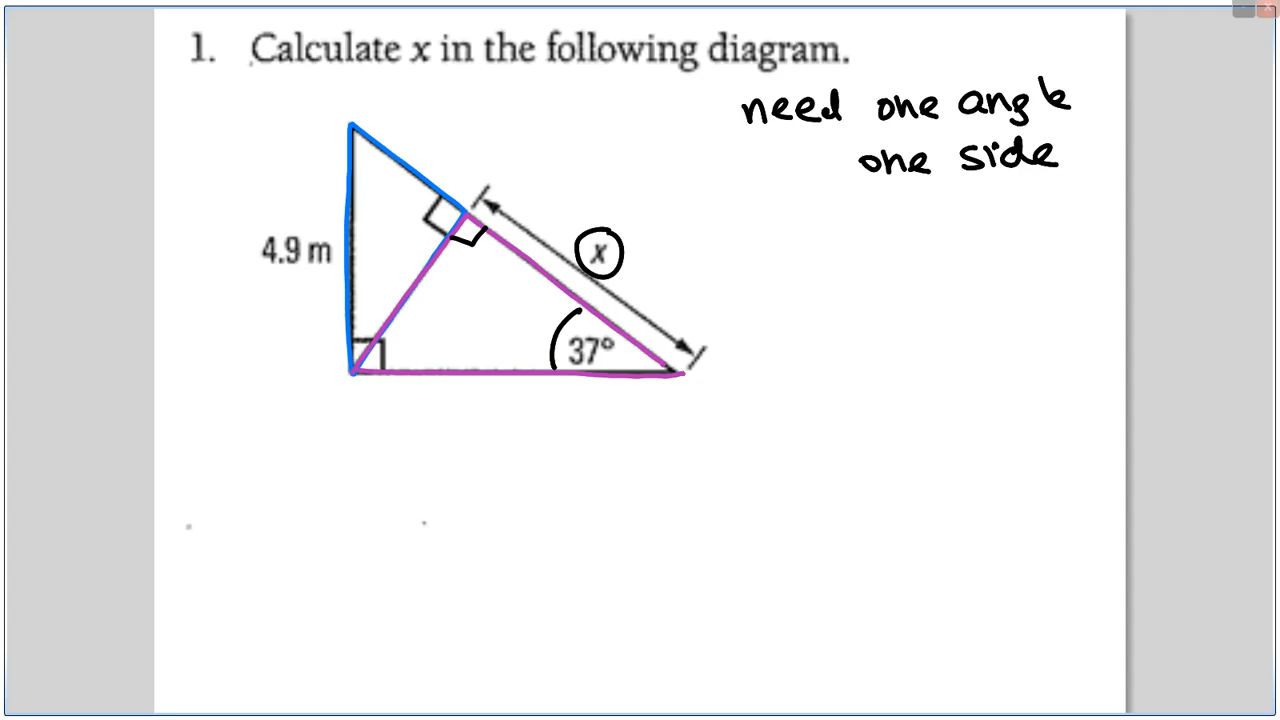 1. Calculate x in the following diagram.
need one angle
one side
4.9 m
x
37°